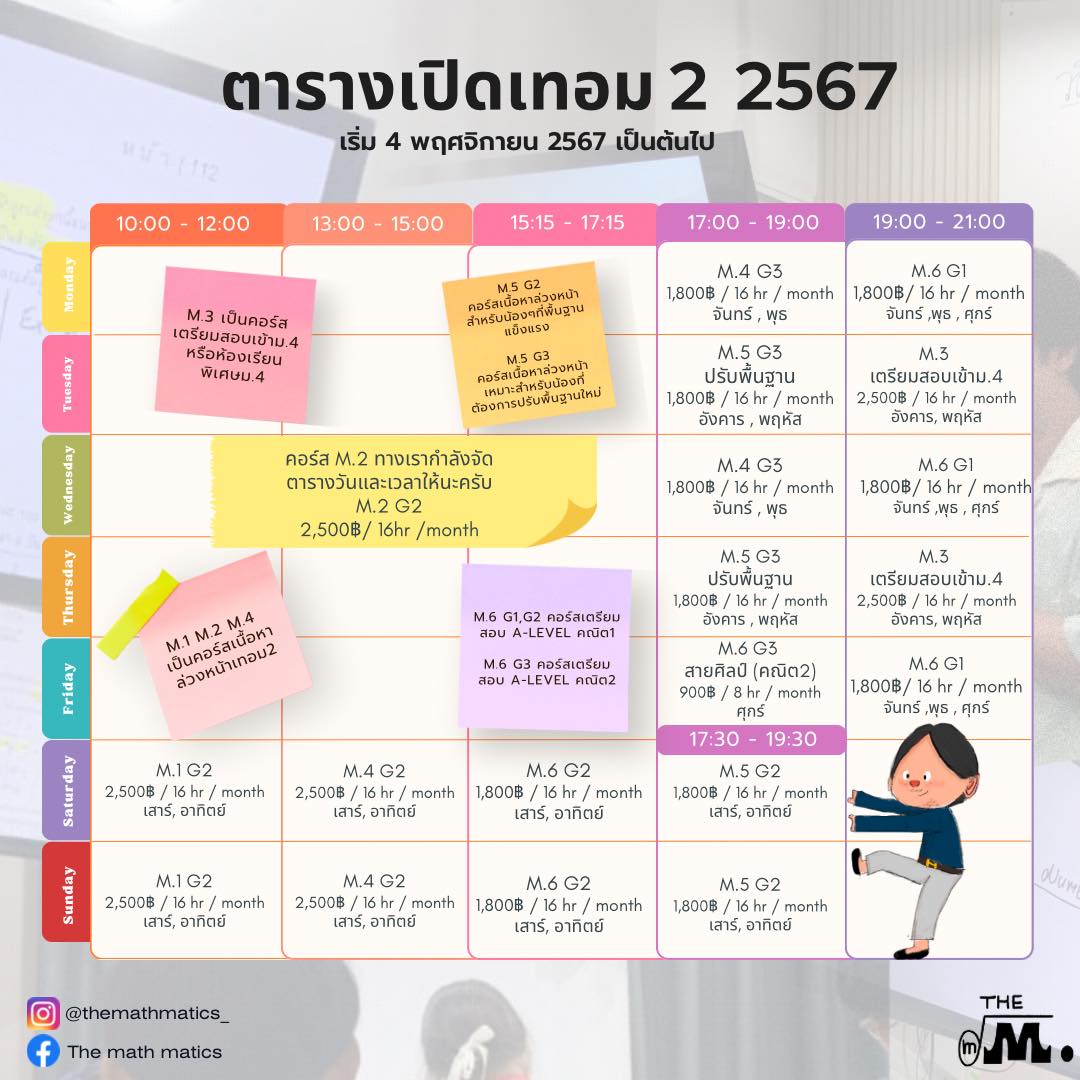 ตารางเปิดเทอม 2 2567
เริ่ม 4 พฤศจิกายน 2567 เป็นต้นไป
10:00 - 12:00
13:00 - 15:00
15:15 - 17:15
17:00 - 19:00
19:00 - 21:00
Monday
M.3 เป็นคอร์ส
เตรียมสอบเข้าม.4
หรือห้องเรียน
พิเศษม.4
M.5 G2
คอร์สเนื้อหาล่วงหน้า
สำหรับน้องๆที่พื้นฐาน
แข็งแรง
M.5 G3
คอร์สเนื้อหาล่วงหน้า
เหมาะสำหรับน้องที่
ต้องการปรับพื้นฐานใหม่
M.4 G3
1,800฿ / 16 hr / month
จันทร์ , พุธ
M.6 G1
1,800฿/ 16 hr / month
จันทร์ ,พุธ , ศุกร์
Tuesday
M.5 G3
ปรับพื้นฐาน
1,800฿ / 16 hr / month
อังคาร , พฤหัส
M.3
เตรียมสอบเข้าม.4
2,500฿ / 16 hr / month
อังคาร, พฤหัส
Wednesday
คอร์ส M.2 ทางเรากำลังจัด
ตารางวันและเวลาให้นะครับ
M.2 G2
2,500฿/ 16hr /month
M.4 G3
1,800฿ / 16 hr / month
จันทร์ , พุธ
M.6 G1
1,800฿/ 16 hr / month
จันทร์ ,พุธ , ศุกร์
Thursday
M.1 M.2 M.4
เป็นคอร์สเนื้อหา
ล่วงหน้าเทอม2
M.6 G1,G2 คอร์สเตรียม
สอบ A-LEVEL คณิต1
M.6 G3 คอร์สเตรียม
สอบ A-LEVEL คณิต2
M.5 G3
ปรับพื้นฐาน
1,800฿ / 16 hr / month
อังคาร , พฤหัส
M.3
เตรียมสอบเข้าม.4
2,500฿ / 16 hr / month
อังคาร, พฤหัส
Friday
M.6 G3
สายศิลป์ (คณิต2)
900฿ / 8 hr / month
ศุกร์
M.6 G1
1,800฿/ 16 hr / month
จันทร์ ,พุธ , ศุกร์
17:30 - 19:30
Saturday
M.1 G2
2,500฿ / 16 hr / month
เสาร์, อาทิตย์
M.4 G2
2,500฿ / 16 hr / month
เสาร์, อาทิตย์
M.6 G2
1,800฿ / 16 hr / month
เสาร์, อาทิตย์
M.5 G2
1,800฿ / 16 hr / month
เสาร์, อาทิตย์
Sunday
M.1 G2
2,500฿ / 16 hr / month
เสาร์, อาทิตย์
M.4 G2
2,500฿ / 16 hr / month
เสาร์, อาทิตย์
M.6 G2
1,800฿ / 16 hr / month
เสาร์, อาทิตย์
M.5 G2
1,800฿ / 16 hr / month
เสาร์, อาทิตย์
@themathmatics_
The math matics
THE
m M.